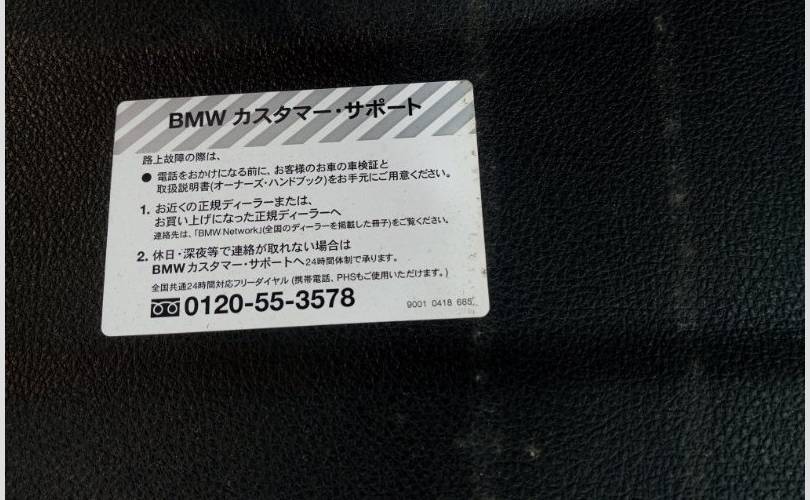 BMW カスタマー・サポート
路上故障の際は、
● 電話をおかけになる前に、お客様のお車の車検証と
取扱説明書(オーナーズ・ハンドブック)をお手元にご用意ください。
1. お近くの正規ディーラーまたは、
お買い上げになった正規ディーラーへ
連絡先は、「BMW Network」(全国のディーラーを掲載した冊子)をご覧ください。
2. 休日・深夜等で連絡が取れない場合は
BMWカスタマー・サポートへ24時間体制で承ります。
全国共通24時間対応フリーダイヤル (携帯電話、PHSもご使用いただけます。)
0120-55-3578
9001 0418 665